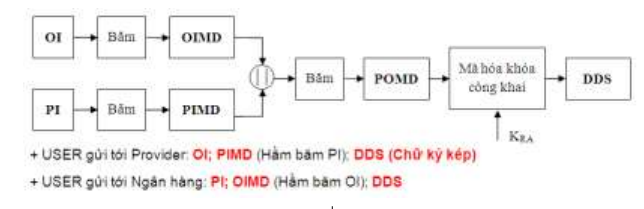 OI Băm OIMD
|| Băm POMD Mã hóa khóa công khai DDS
PI Băm PIMD
K_RA
+ USER gửi tới Provider: OI; PIMD (Hàm băm PI); DDS (Chữ ký kép)
+ USER gửi tới Ngân hàng: PI; OIMD (Hàm băm OI); DDS